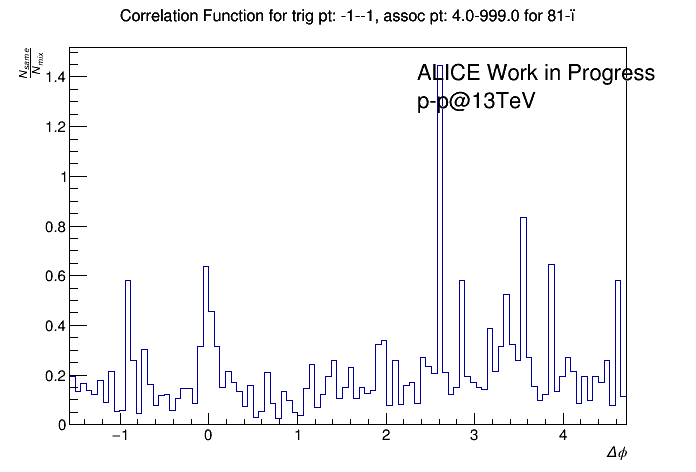 Correlation Function for trig pt: -1--1, assoc pt: 4.0-999.0 for 81-ï
N_same
N_mix
ALICE Work in Progress
p-p@13TeV
1.4
1.2
1
0.8
0.6
0.4
0.2
0
−1 0 1 2 3 4
Δϕ